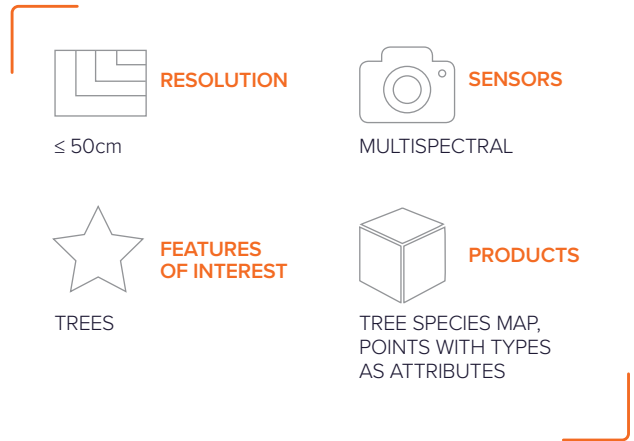 RESOLUTION
≤ 50cm
SENSORS
MULTISPECTRAL
FEATURES
OF INTEREST
TREES
PRODUCTS
TREE SPECIES MAP,
POINTS WITH TYPES
AS ATTRIBUTES